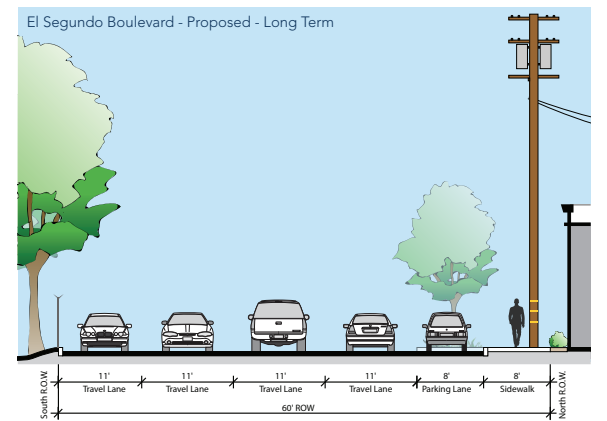 El Segundo Boulevard - Proposed - Long Term
11' 11' 11' 11' 8' 8'
Travel Lane Travel Lane Travel Lane Travel Lane Parking Lane Sidewalk
South R.O.W.
North R.O.W.
60' ROW